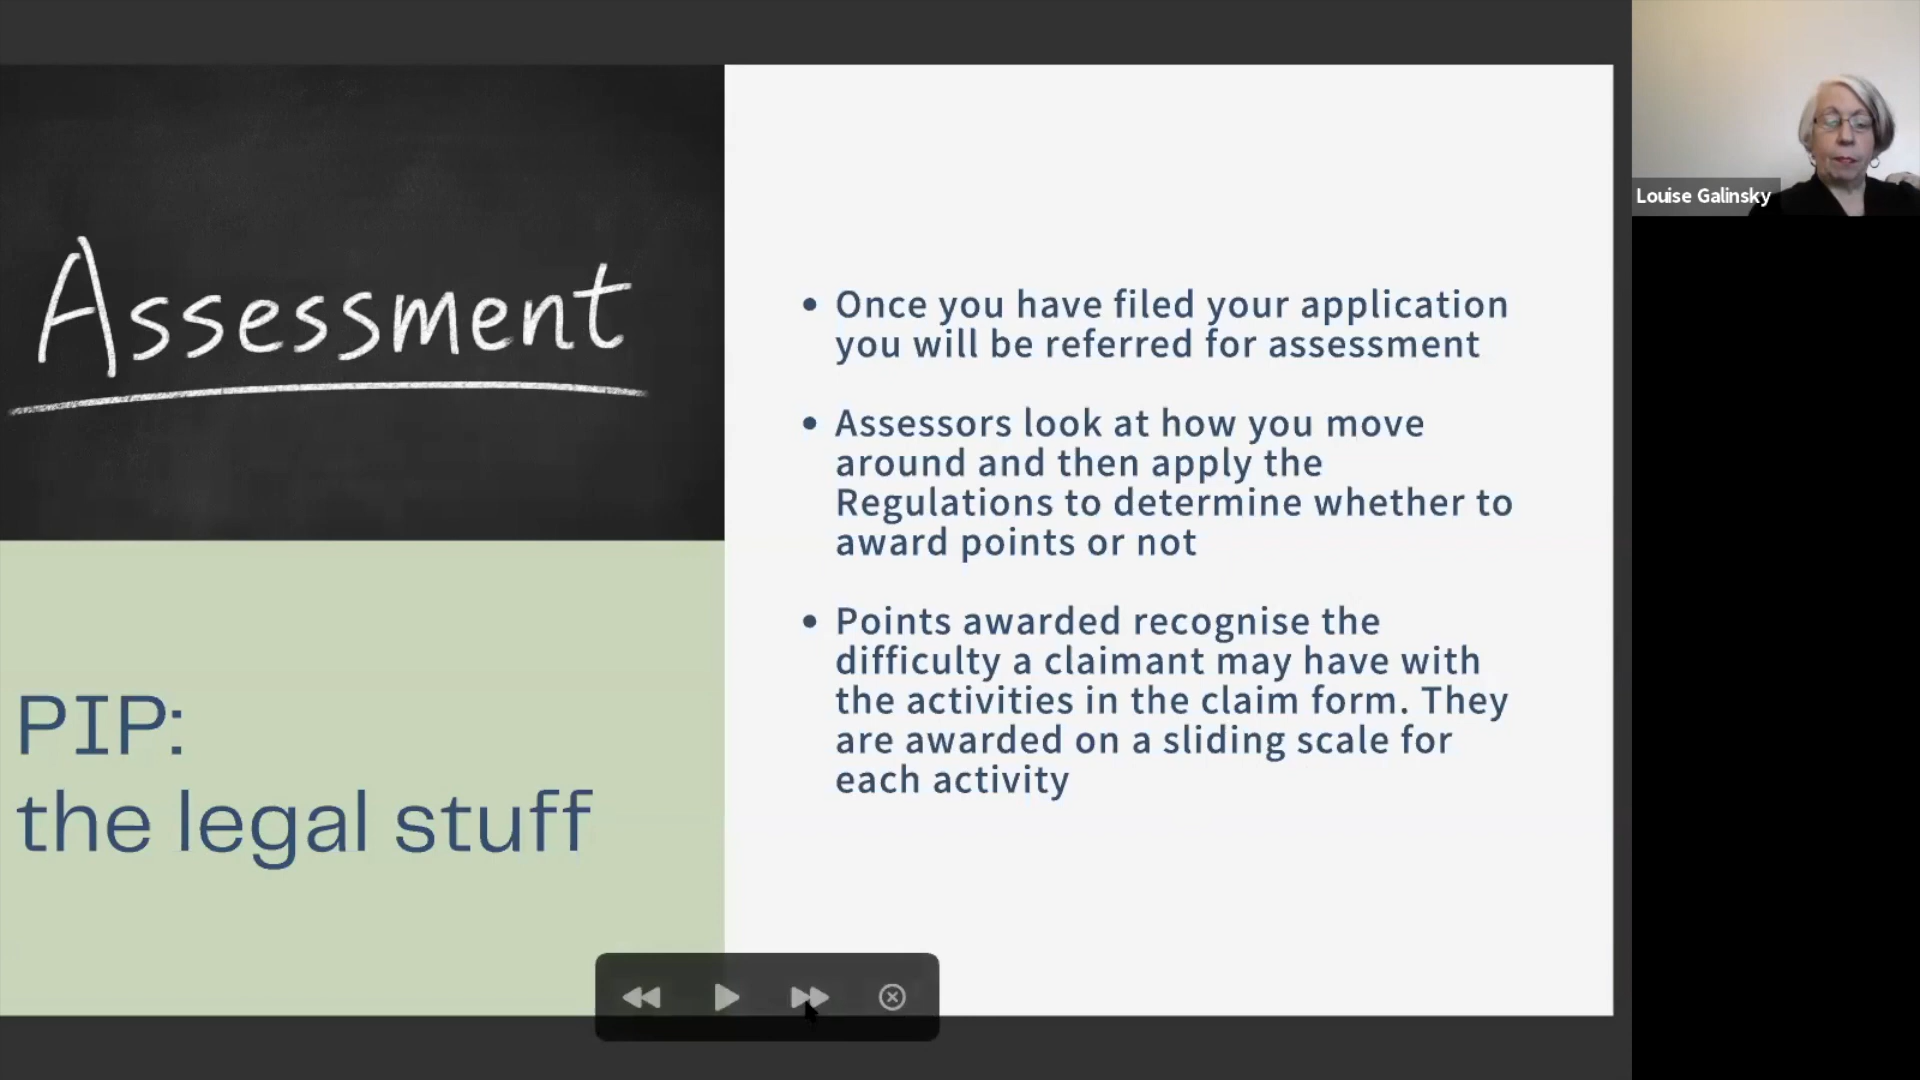 Assessment
PIP:
the legal stuff
• Once you have filed your application
you will be referred for assessment
• Assessors look at how you move
around and then apply the
Regulations to determine whether to
award points or not
• Points awarded recognise the
difficulty a claimant may have with
the activities in the claim form. They
are awarded on a sliding scale for
each activity
Louise Galinsky